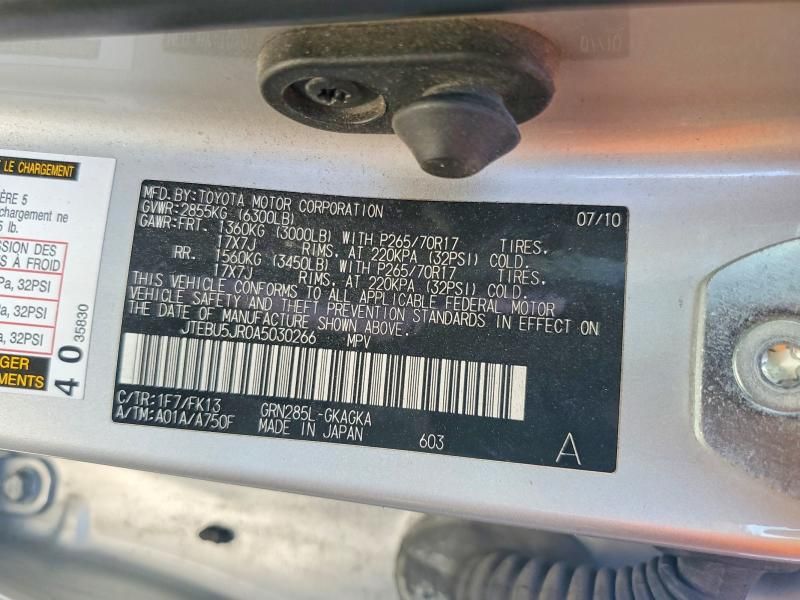 LE CHARGEMENT
ÈRE 5
chargement ne
5 lb.
ESSION DES
S À FROID
Pa, 32PSI
a, 32PSI
a, 32PSI
GER
UMENTS
4 0 35830
MFD.BY:TOYOTA MOTOR CORPORATION 07/10
GVWR:2855KG (6300LB)
GAWR:FRT. 1360KG (3000LB) WITH P265/70R17 TIRES.
17X7J RIMS. AT 220KPA (32PSI) COLD.
RR. 1560KG (3450LB) WITH P265/70R17 TIRES.
17X7J RIMS. AT 220KPA (32PSI) COLD.
THIS VEHICLE CONFORMS TO ALL APPLICABLE FEDERAL MOTOR
VEHICLE SAFETY AND THEFT PREVENTION STANDARDS IN EFFECT ON
THE DATE OF MANUFACTURE SHOWN ABOVE.
JTEBU5JR0A5030266 MPV
C/TR:1F7/FK13 GRN285L-GKAGKA
A/TM:A01A/A750F MADE IN JAPAN 603 A